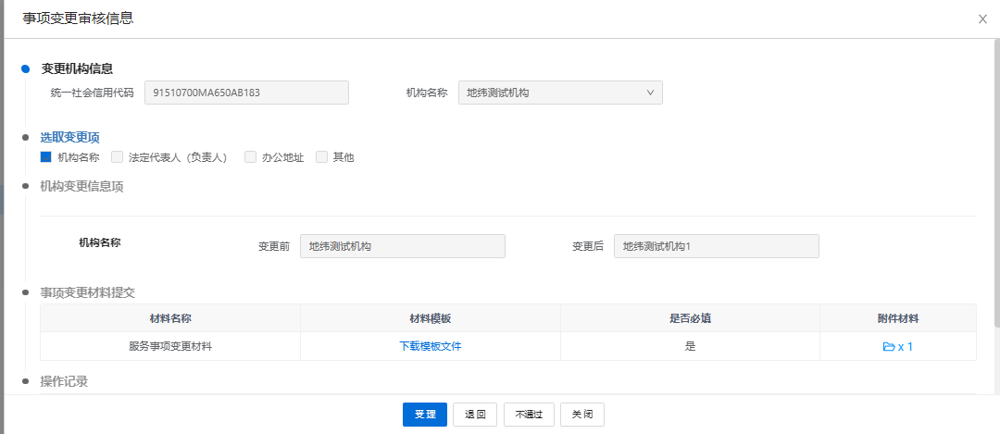 事项变更审核信息
变更机构信息
统一社会信用代码 91510700MA650AB183 机构名称 地纬测试机构
选取变更项
机构名称 法定代表人（负责人） 办公地址 其他
机构变更信息项
机构名称 变更前 地纬测试机构 变更后 地纬测试机构1
事项变更材料提交
材料名称 材料模板 是否必填 附件材料
服务事项变更材料 下载模板文件 是 x 1
操作记录
受理 退回 不通过 关闭